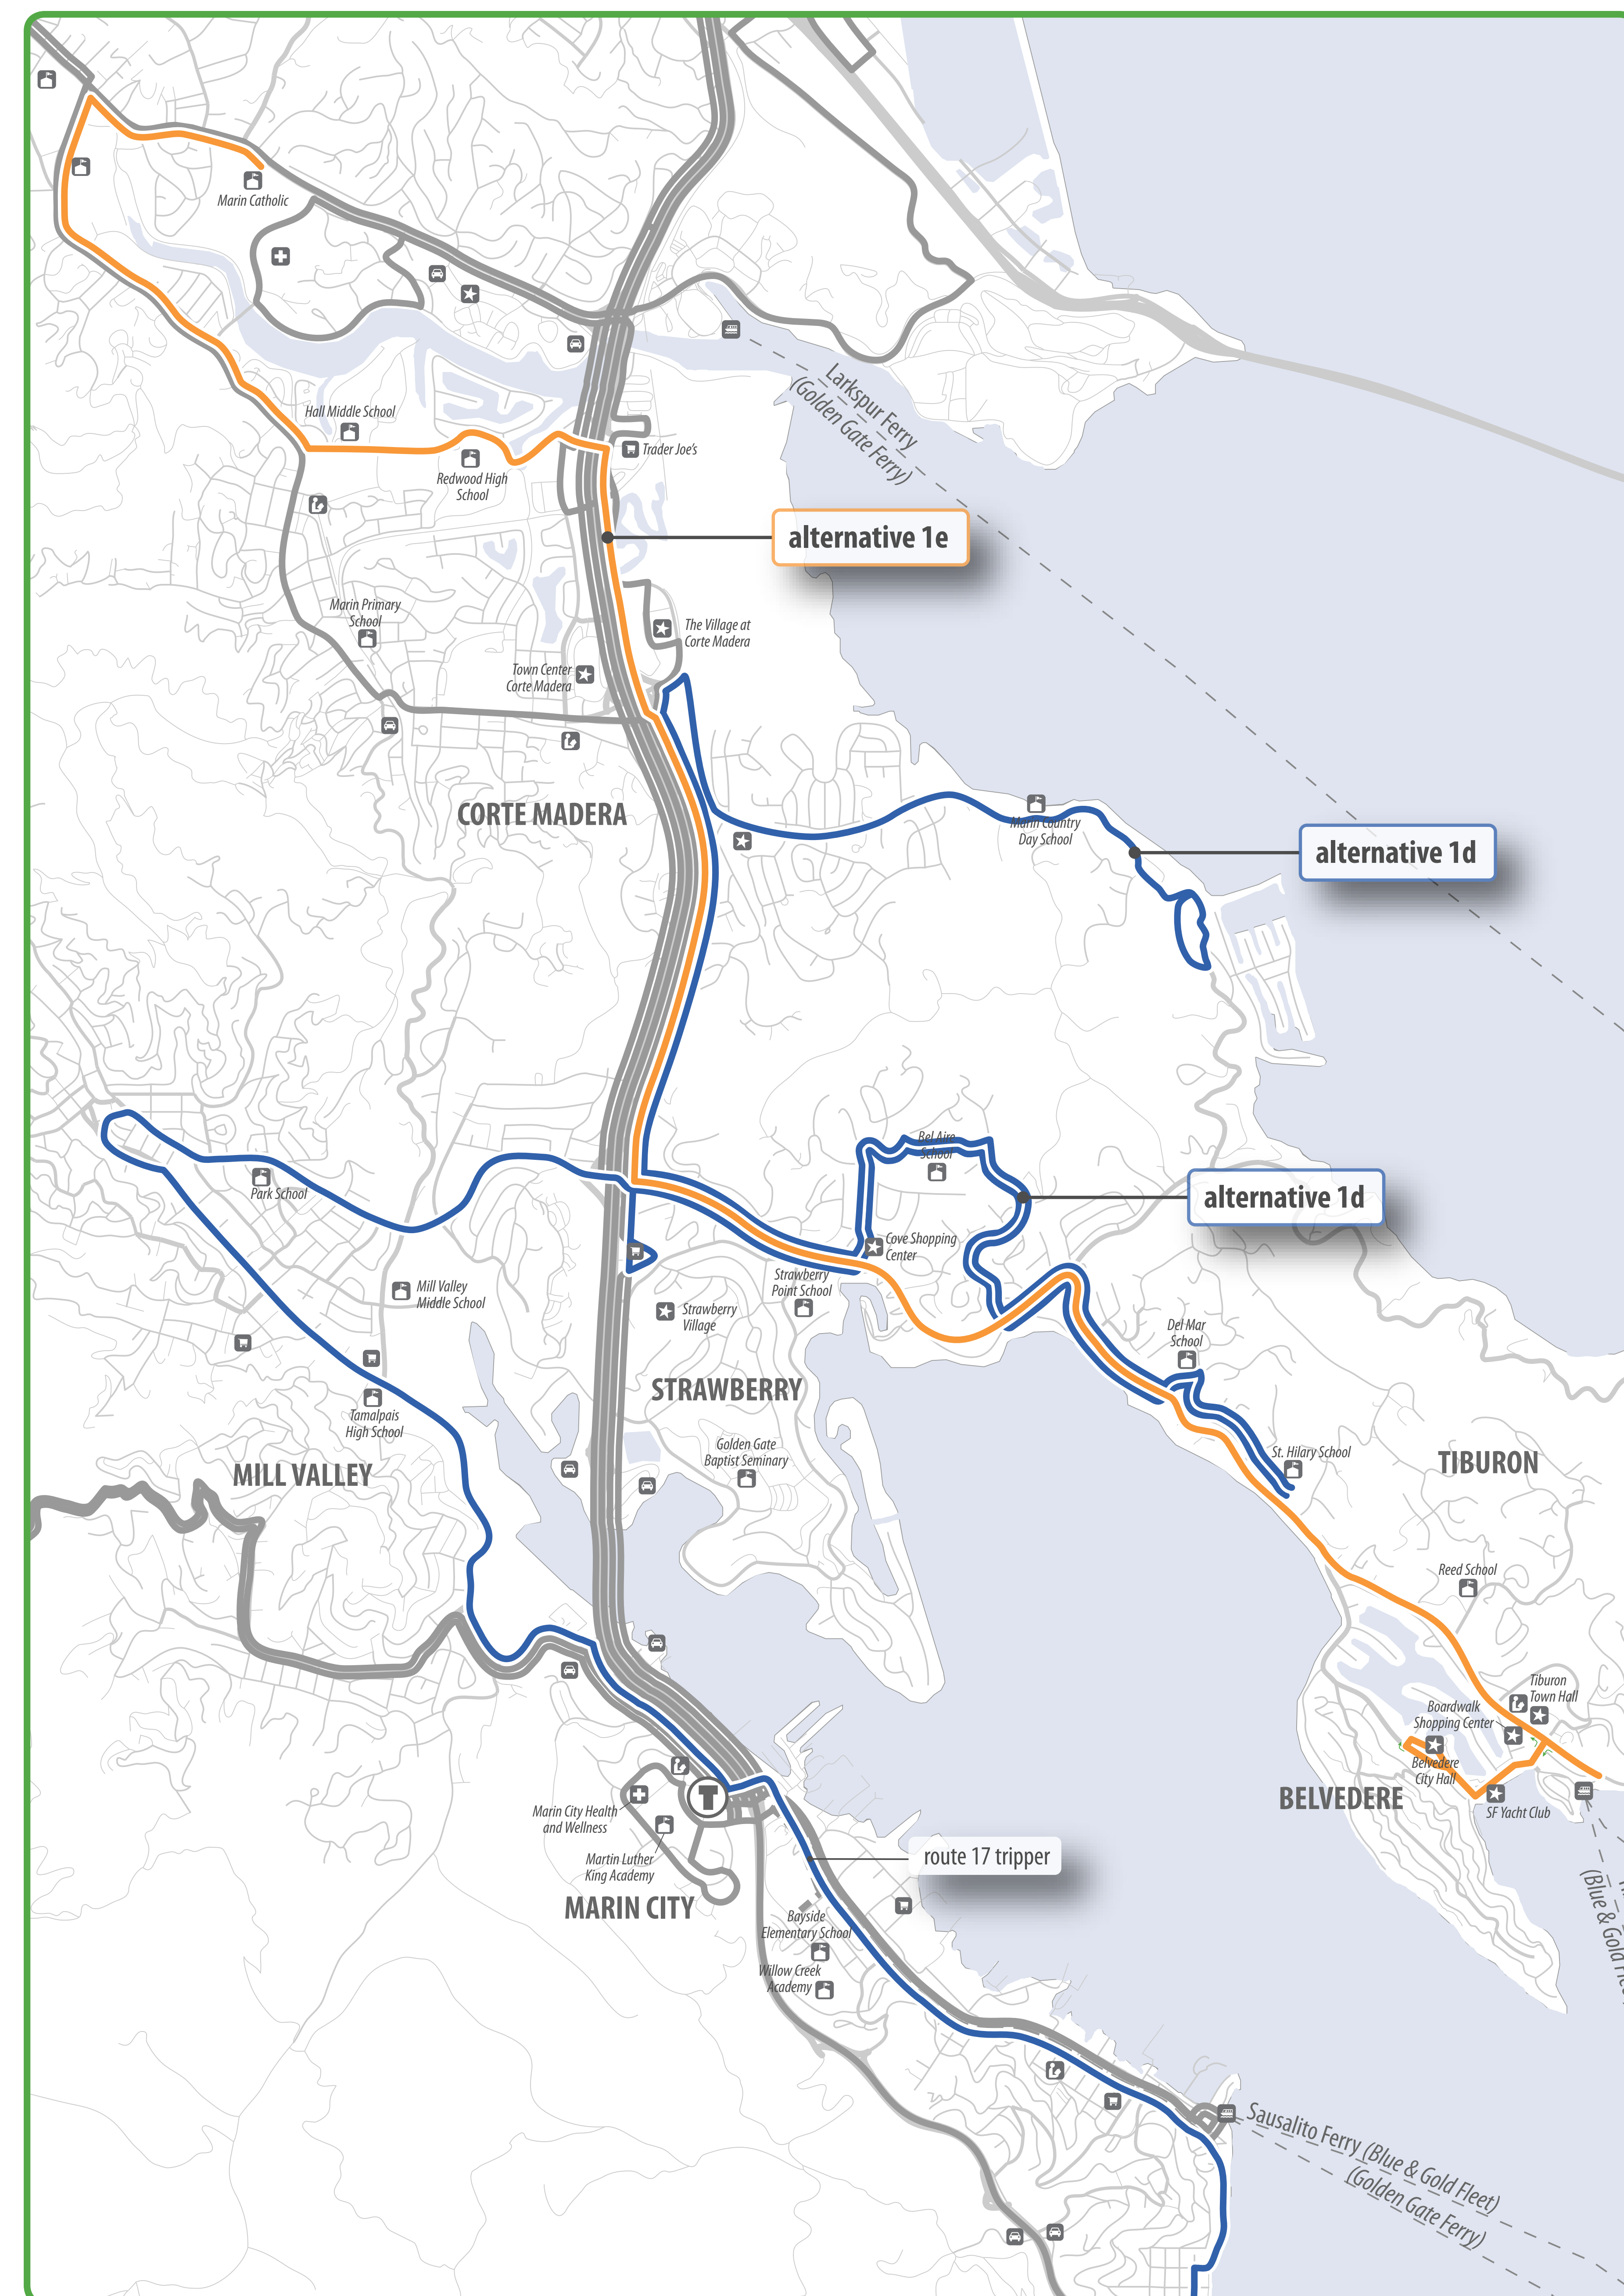 Marin Catholic
Larkspur Ferry
(Golden Gate Ferry)
Hall Middle School
Trader Joe's
Redwood High
School
alternative 1e
Marin Primary
School
The Village at
Corte Madera
Town Center
Corte Madera
CORTE MADERA
Marin Country
Day School
alternative 1d
Bel Aire
School
Park School
alternative 1d
Cove Shopping
Center
Strawberry
Point School
Mill Valley
Middle School
Strawberry
Village
Del Mar
School
STRAWBERRY
Tamalpais
High School
Golden Gate
Baptist Seminary
St. Hilary School
TIBURON
MILL VALLEY
Reed School
Tiburon
Town Hall
Boardwalk
Shopping Center
Belvedere
City Hall
BELVEDERE
SF Yacht Club
T
Marin City Health
and Wellness
Martin Luther
King Academy
route 17 tripper
MARIN CITY
(Blue & Gold
Bayside
Elementary School
Willow Creek
Academy
Sausalito Ferry (Blue & Gold Fleet)
(Golden Gate Ferry)